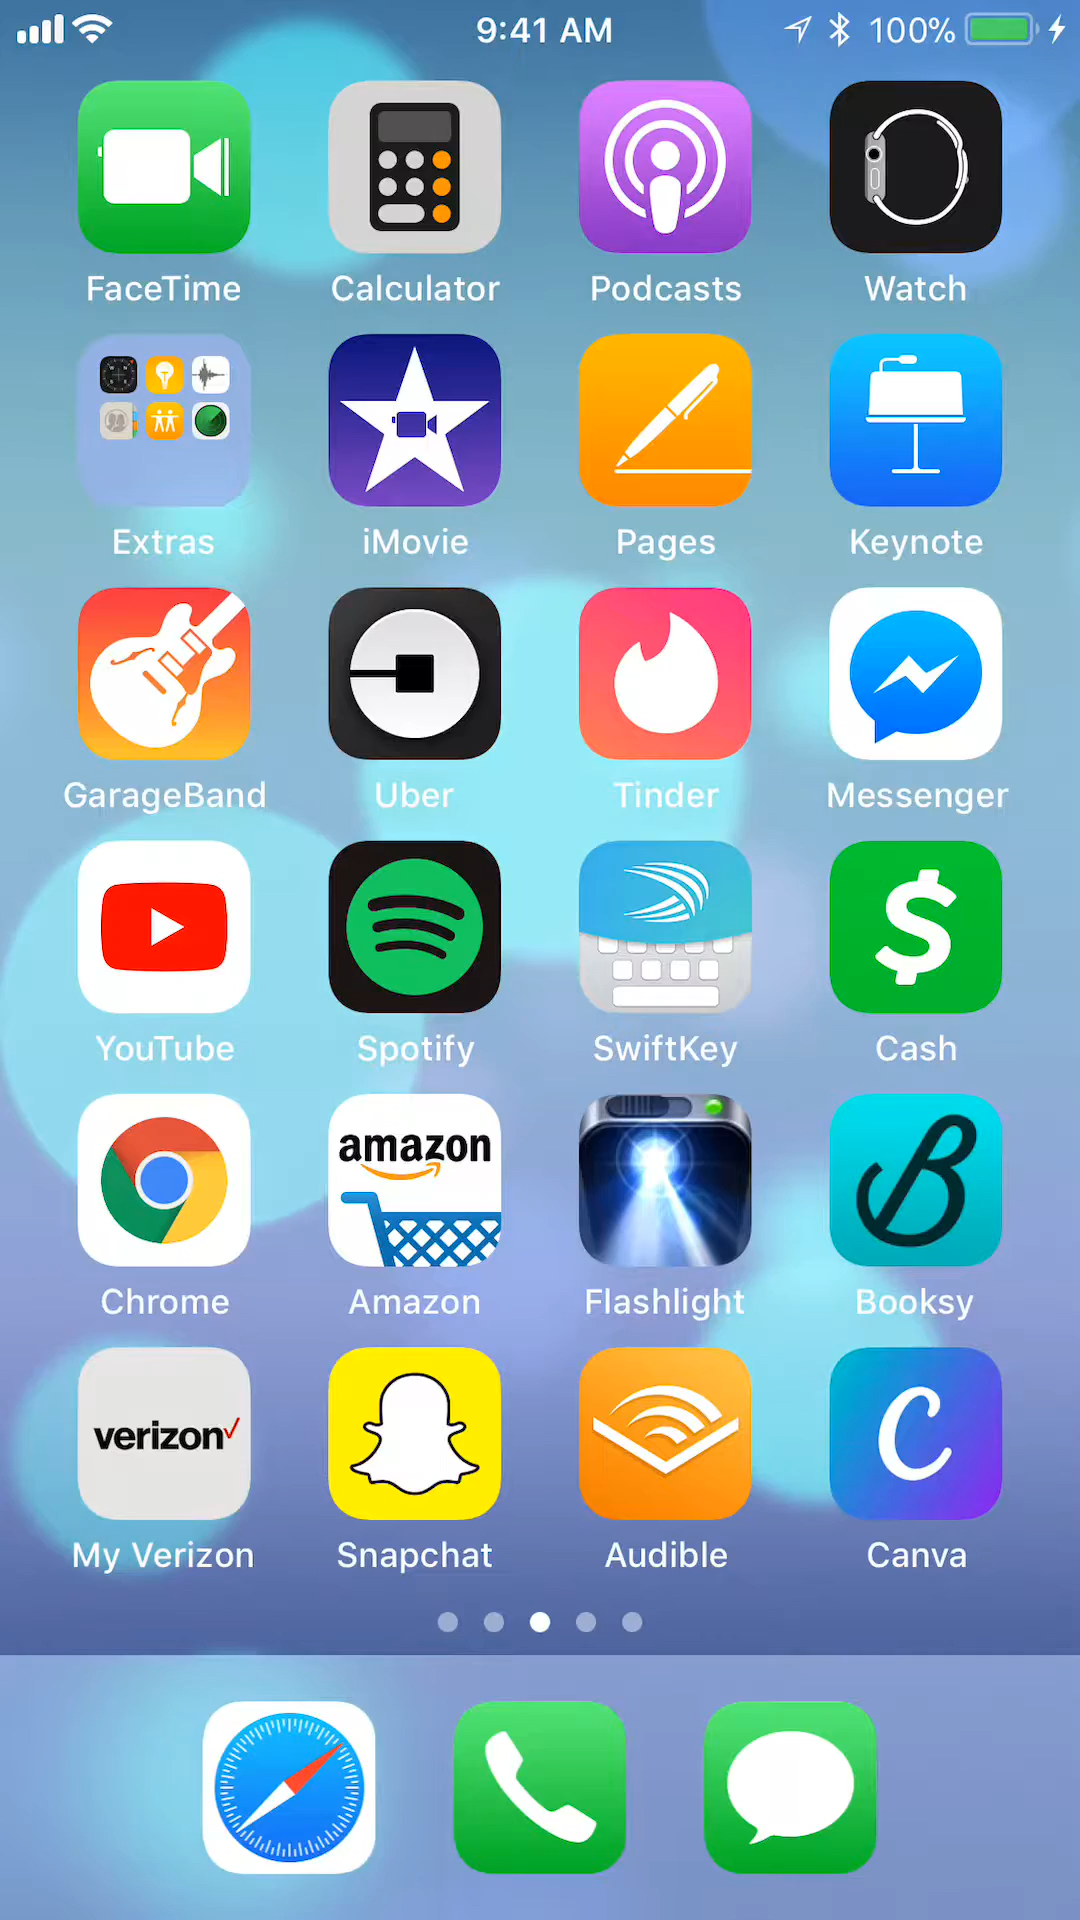 9:41 AM 100%
FaceTime Calculator Podcasts Watch
Extras iMovie Pages Keynote
GarageBand Uber Tinder Messenger
YouTube Spotify SwiftKey Cash
amazon
Chrome Amazon Flashlight Booksy
verizon
My Verizon Snapchat Audible Canva